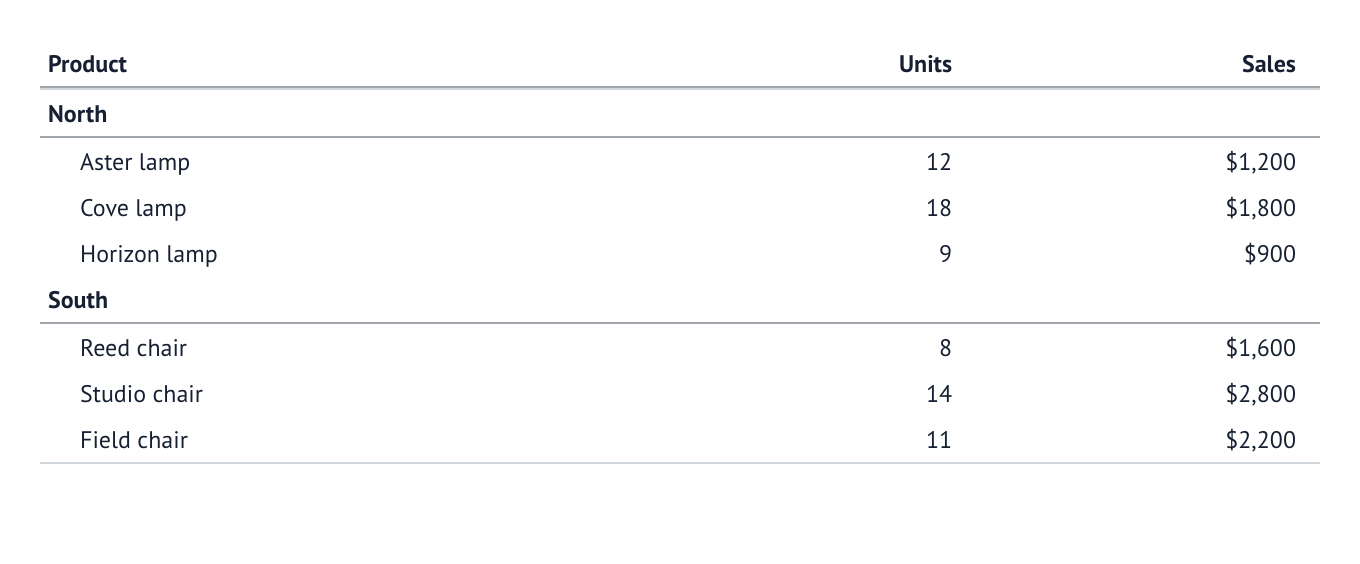 Product Units Sales
North
Aster lamp 12 $1,200
Cove lamp 18 $1,800
Horizon lamp 9 $900
South
Reed chair 8 $1,600
Studio chair 14 $2,800
Field chair 11 $2,200